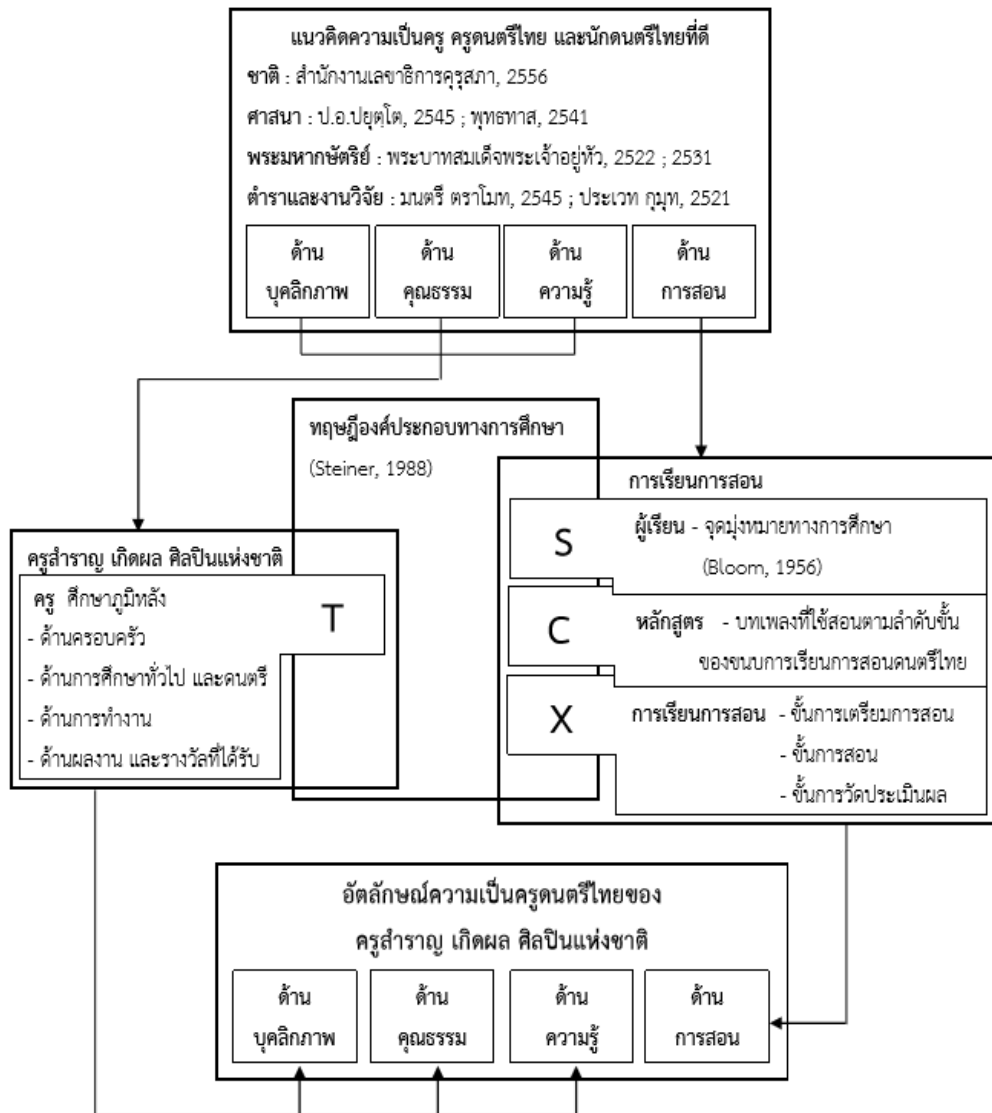 แนวคิดความเป็นครู ครูดนตรีไทย และนักดนตรีไทยที่ดี
ชาติ : สำนักงานเลขาธิการคุรุสภา, 2556
ศาสนา : ป.อ.ปยุตฺโต, 2545 ; พุทธทาส, 2541
พระมหากษัตริย์ : พระบาทสมเด็จพระเจ้าอยู่หัว, 2522 ; 2531
ตำราและงานวิจัย : มนตรี ตราโมท, 2545 ; ประเวท กุมุท, 2521
ด้าน
บุคลิกภาพ
ด้าน
คุณธรรม
ด้าน
ความรู้
ด้าน
การสอน
ทฤษฎีองค์ประกอบทางการศึกษา
(Steiner, 1988)
ครูสำราญ เกิดผล ศิลปินแห่งชาติ
ครู ศึกษาภูมิหลัง
- ด้านครอบครัว
- ด้านการศึกษาทั่วไป และดนตรี
- ด้านการทำงาน
- ด้านผลงาน และรางวัลที่ได้รับ
T
การเรียนการสอน
S
ผู้เรียน - จุดมุ่งหมายทางการศึกษา
(Bloom, 1956)
C
หลักสูตร - บทเพลงที่ใช้สอนตามลำดับขั้น
ของขนบการเรียนการสอนดนตรีไทย
X
การเรียนการสอน - ขั้นการเตรียมการสอน
- ขั้นการสอน
- ขั้นการวัดประเมินผล
อัตลักษณ์ความเป็นครูดนตรีไทยของ
ครูสำราญ เกิดผล ศิลปินแห่งชาติ
ด้าน
บุคลิกภาพ
ด้าน
คุณธรรม
ด้าน
ความรู้
ด้าน
การสอน